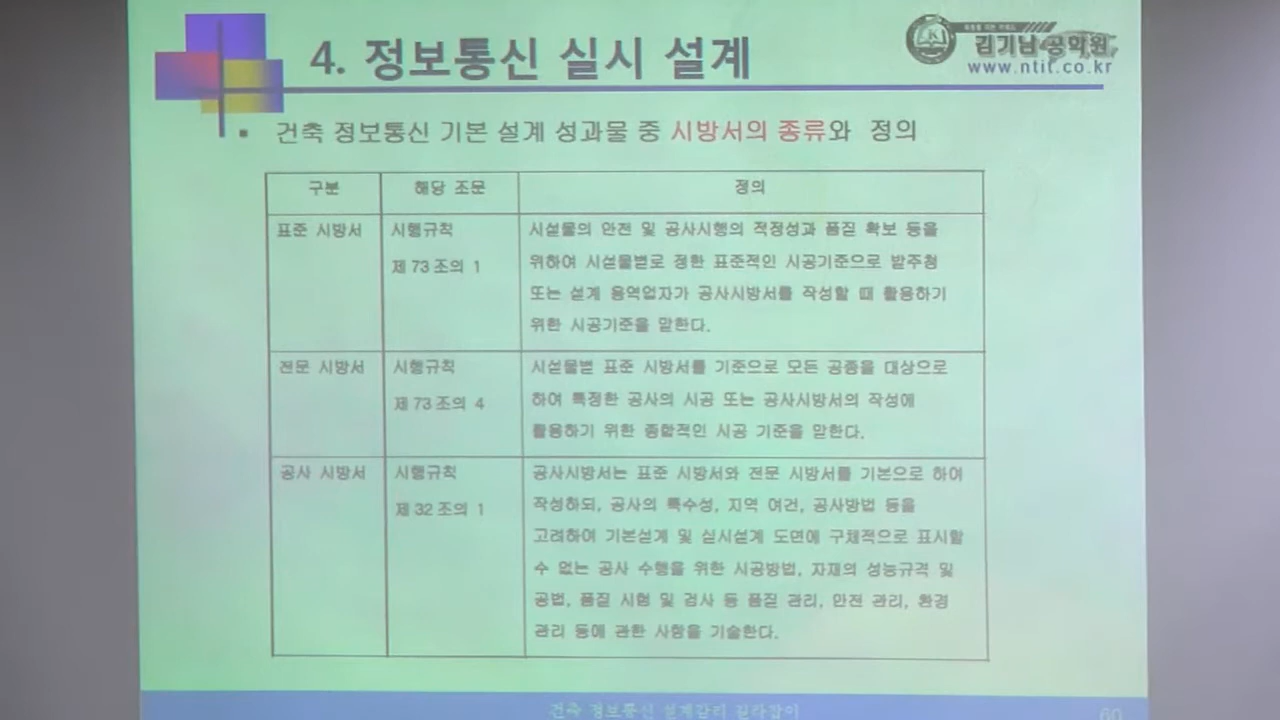 4. 정보통신 실시 설계
김기남 공학원
www.ntit.co.kr
▪ 건축 정보통신 기본 설계 성과물 중 시방서의 종류와 정의
구분 해당 조문 정의
표준 시방서
시행규칙
제 73 조의 1
시설물의 안전 및 공사시행의 적정성과 품질 확보 등을
위하여 시설물별로 정한 표준적인 시공기준으로 발주청
또는 설계 용역업자가 공사시방서를 작성할 때 활용하기
위한 시공기준을 말한다.
전문 시방서
시행규칙
제 73 조의 4
시설물별 표준 시방서를 기준으로 모든 공종을 대상으로
하여 특정한 공사의 시공 또는 공사시방서의 작성에
활용하기 위한 종합적인 시공 기준을 말한다.
공사 시방서
시행규칙
제 32 조의 1
공사시방서는 표준 시방서와 전문 시방서를 기본으로 하여
작성하되, 공사의 특수성, 지역 여건, 공사방법 등을
고려하여 기본설계 및 실시설계 도면에 구체적으로 표시할
수 없는 공사 수행을 위한 시공방법, 자재의 성능규격 및
공법, 품질 시험 및 검사 등 품질 관리, 안전 관리, 환경
관리 등에 관한 사항을 기술한다.
건축 정보통신 설계감리 길라잡이
60